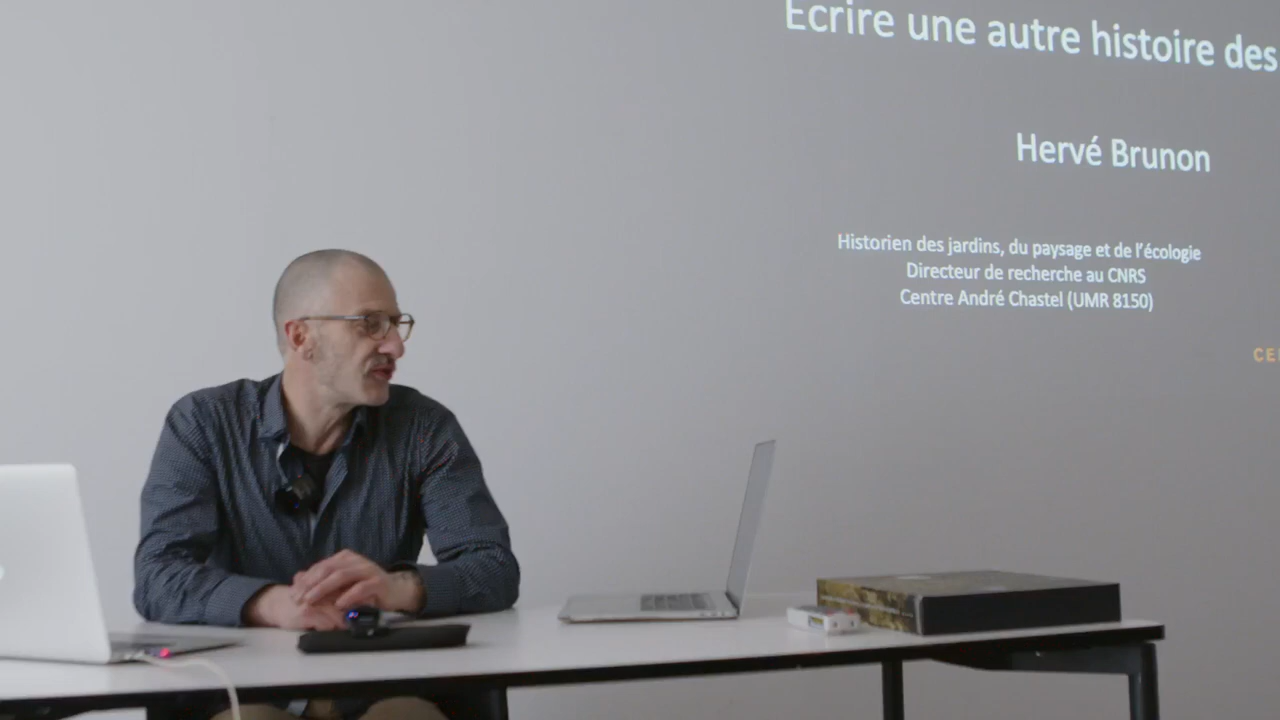 Ecrire une autre histoire des
Hervé Brunon
Historien des jardins, du paysage et de l'écologie
Directeur de recherche au CNRS
Centre André Chastel (UMR 8150)